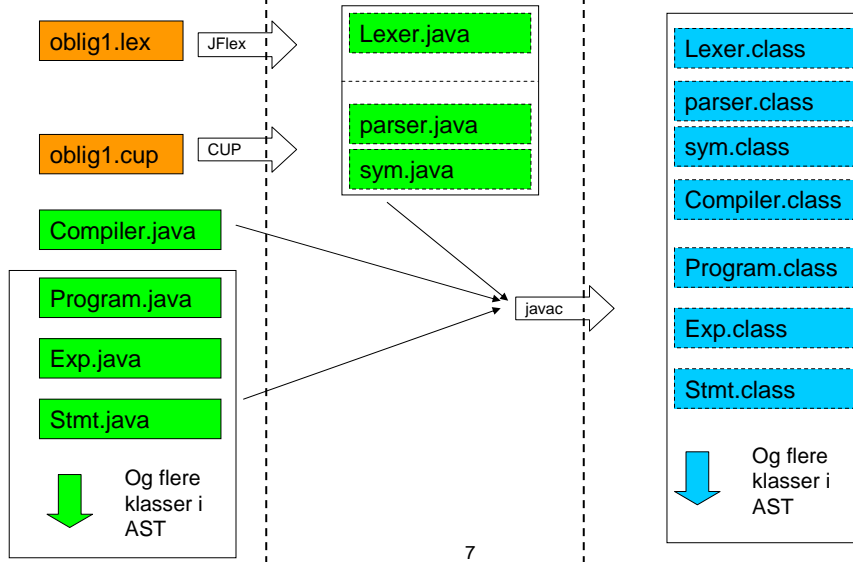 oblig1.lex
JFlex
oblig1.cup
CUP
Compiler.java
Program.java
Exp.java
Stmt.java
Og flere
klasser i
AST
Lexer.java
parser.java
sym.java
javac
7
Lexer.class
parser.class
sym.class
Compiler.class
Program.class
Exp.class
Stmt.class
Og flere
klasser i
AST